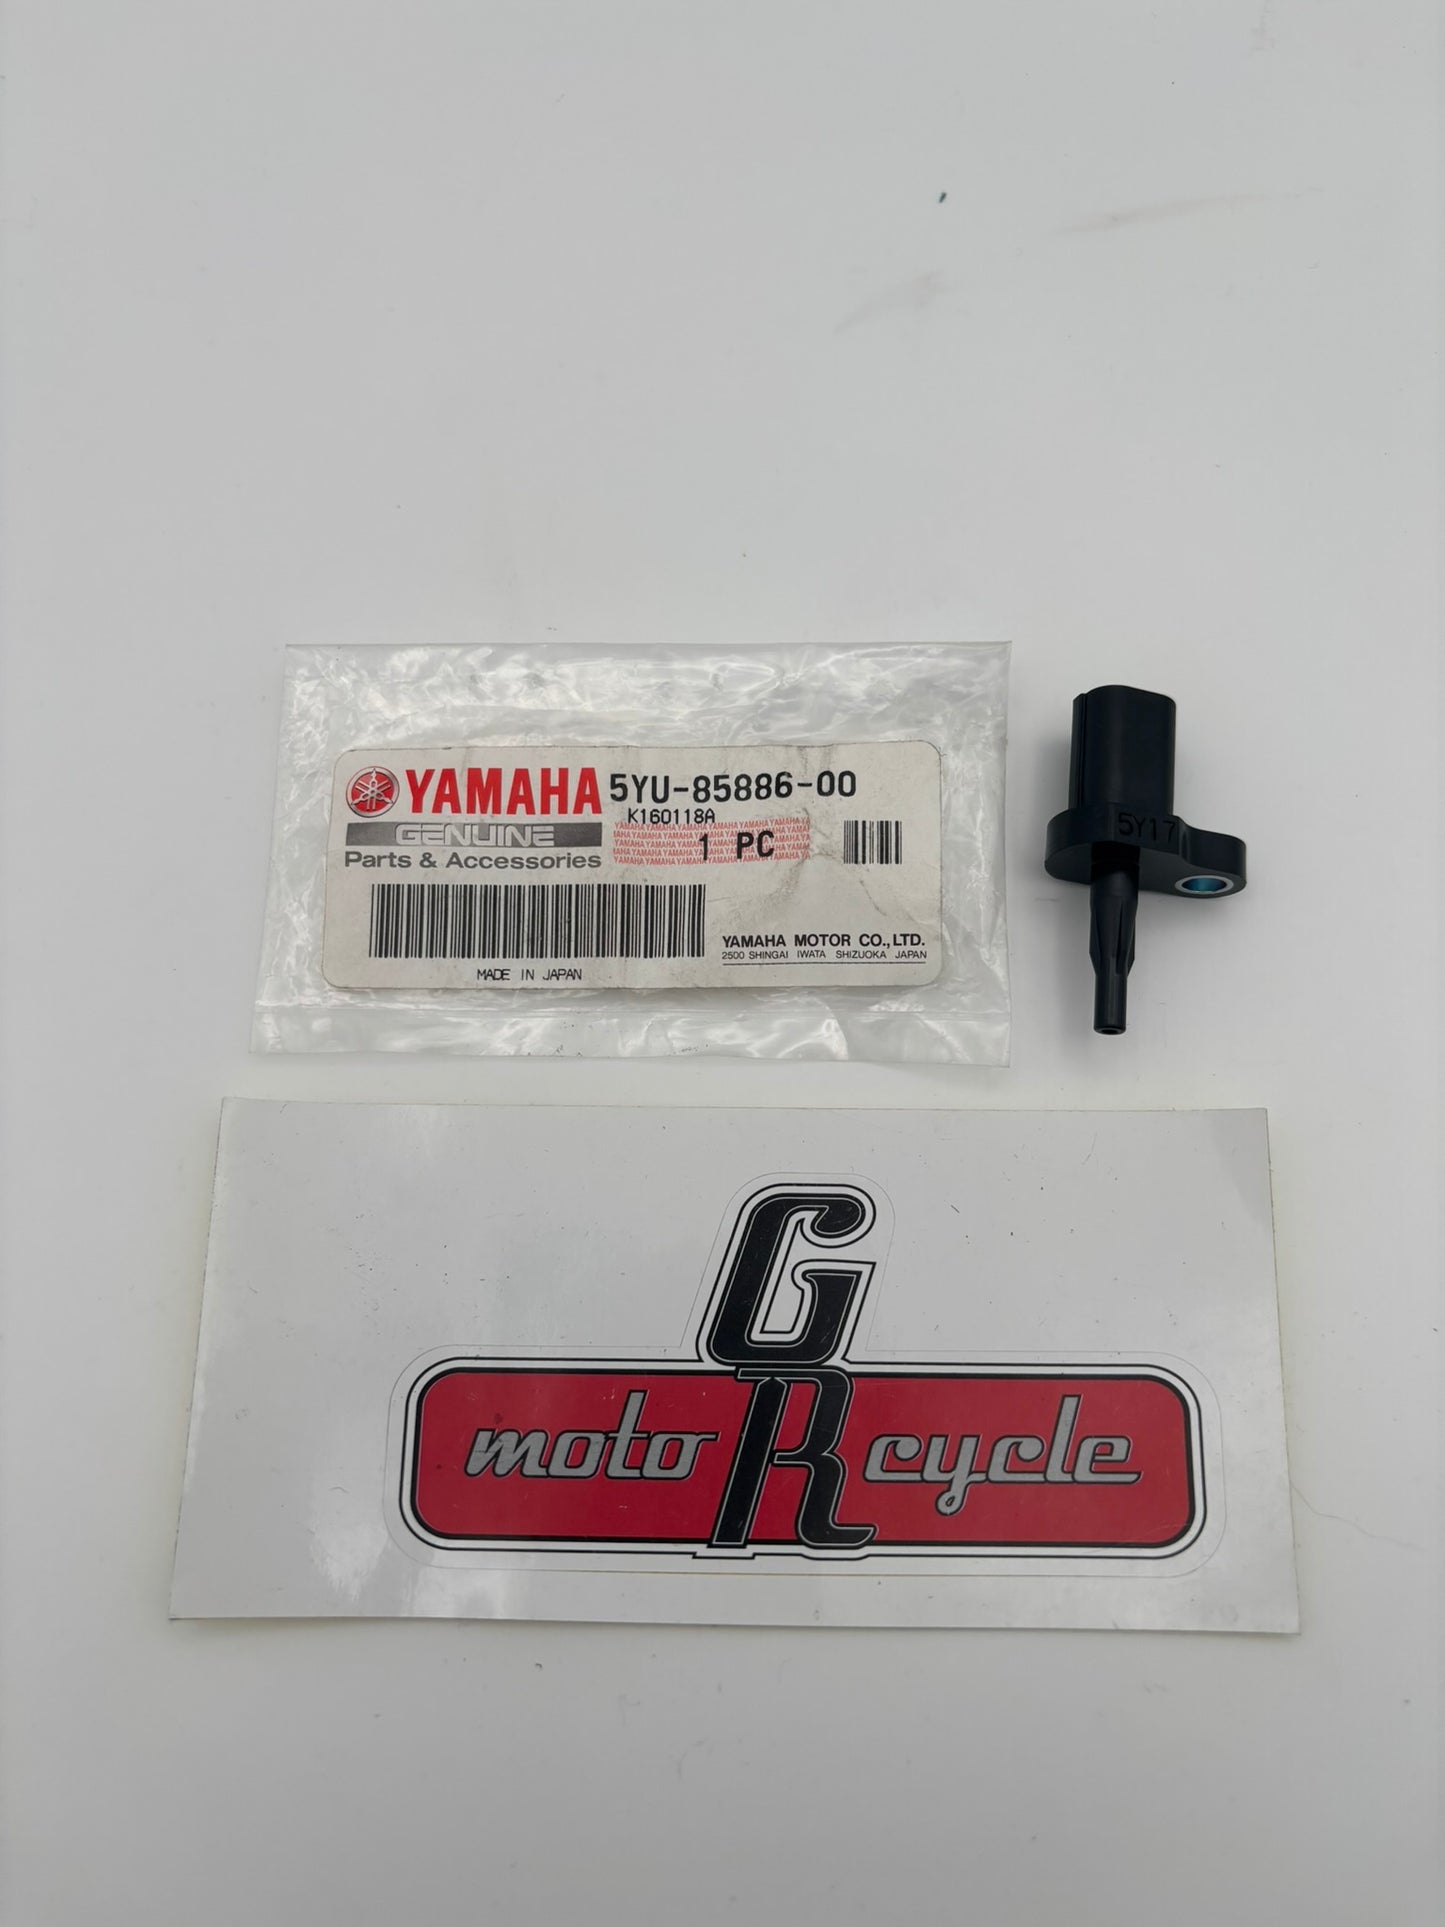 YAMAHA 5YU-85886-00
K160118A
GENUINE
1 PC
Parts & Accessories
YAMAHA MOTOR CO.,LTD.
2500 SHINGAI IWATA SHIZUOKA JAPAN
MADE IN JAPAN
5Y17
G
moto R cycle